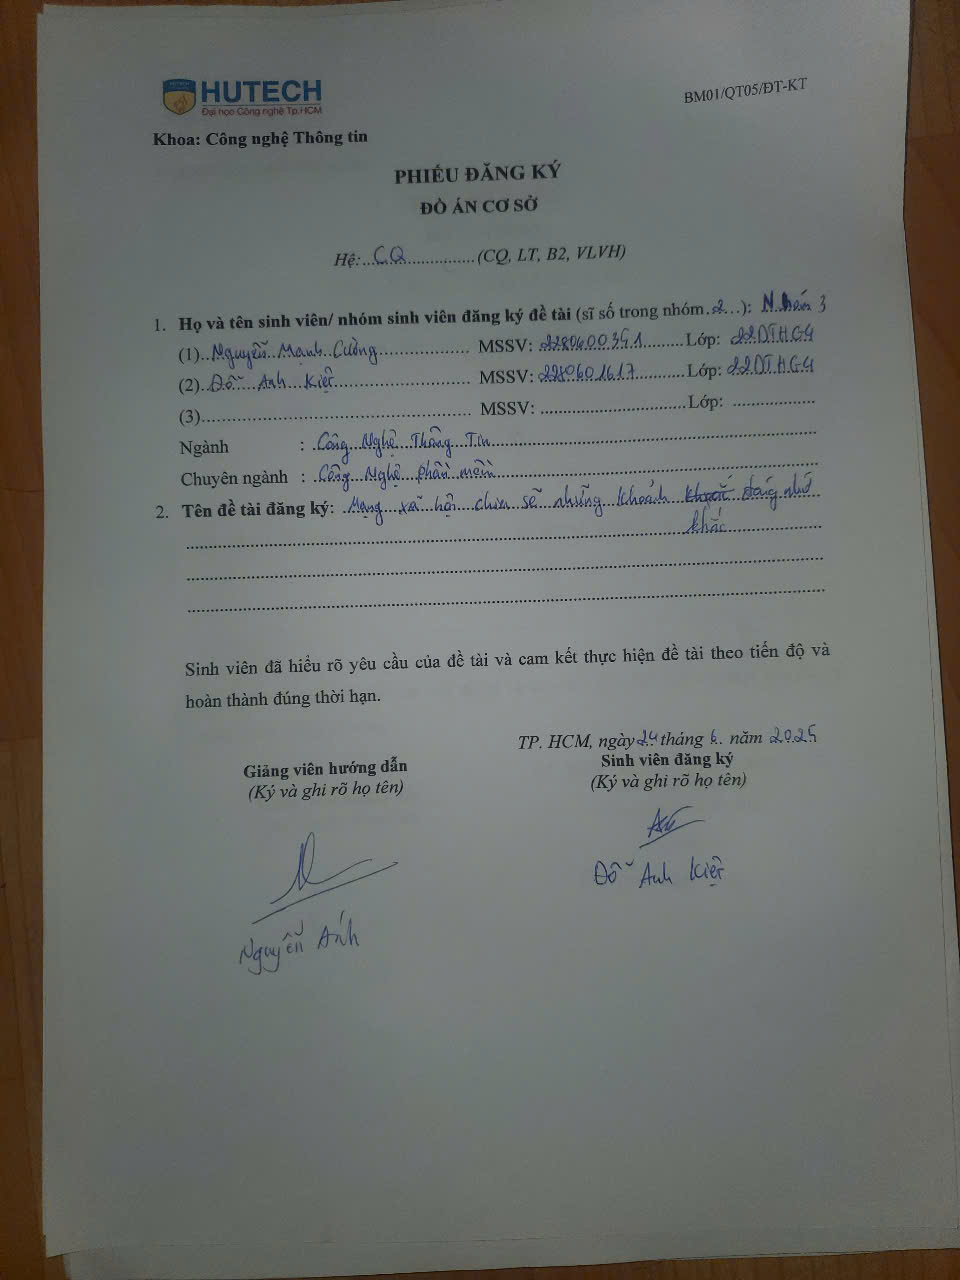 HUTECH
Đại học Công nghệ Tp.HCM
BM01/QT05/ĐT-KT
Khoa: Công nghệ Thông tin
PHIẾU ĐĂNG KÝ
ĐỒ ÁN CƠ SỞ
Hệ: CQ (CQ, LT, B2, VLVH)
1. Họ và tên sinh viên/ nhóm sinh viên đăng ký đề tài (sĩ số trong nhóm 2): Nhóm 3
(1) Nguyễn Mạnh Cường MSSV: Lớp: 22DTHG4
(2) Đỗ Anh Kiệt MSSV: 2280601617 Lớp: 22DTHG4
(3) MSSV: Lớp:
Ngành : Công Nghệ Thông Tin
Chuyên ngành : Công Nghệ phần mềm
2. Tên đề tài đăng ký: Mạng xã hội chia sẽ những khoảnh đáng nhớ
khắc
Sinh viên đã hiểu rõ yêu cầu của đề tài và cam kết thực hiện đề tài theo tiến độ và
hoàn thành đúng thời hạn.
TP. HCM, ngày 24 tháng 6 năm 2025
Giảng viên hướng dẫn
Sinh viên đăng ký
(Ký và ghi rõ họ tên)
(Ký và ghi rõ họ tên)
Đỗ Anh Kiệt
Nguyễn Ánh